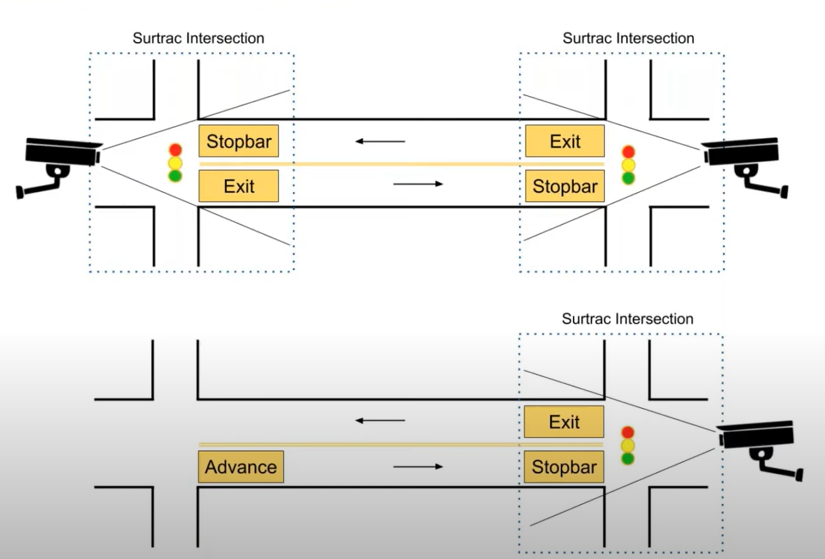 Surtrac Intersection
Surtrac Intersection
Stopbar
Exit
Exit
Stopbar
Surtrac Intersection
Exit
Advance
Stopbar